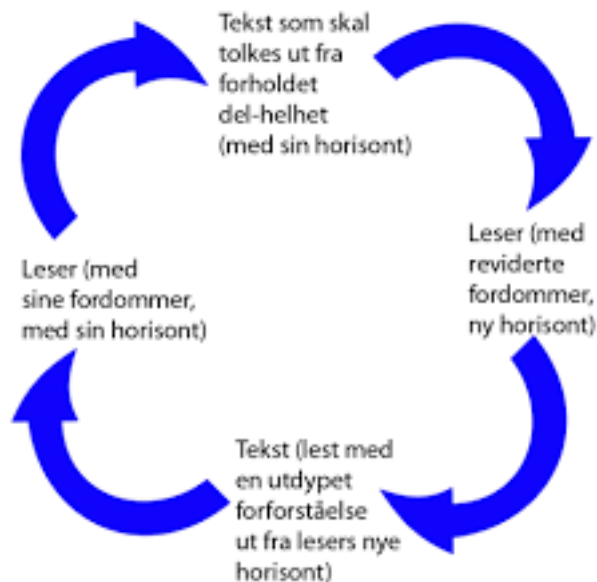 Tekst som skal
tolkes ut fra
forholdet
del-helhet
(med sin horisont)
Leser (med
reviderte
fordommer,
ny horisont)
Tekst (lest med
en utdypet
forforståelse
ut fra lesers nye
horisont)
Leser (med
sine fordommer,
med sin horisont)